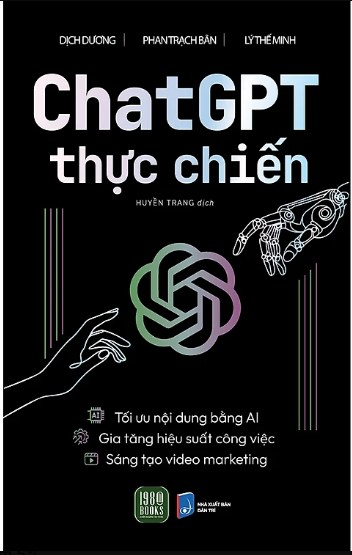 DỊCH DƯƠNG | PHAN TRẠCH BÂN | LÝ THẾ MINH
ChatGPT
thực chiến
HUYỀN TRANG dịch
AI
Tối ưu nội dung bằng AI
Gia tăng hiệu suất công việc
Sáng tạo video marketing
1980
BOOKS
NHÀ XUẤT BẢN
DÂN TRÍ